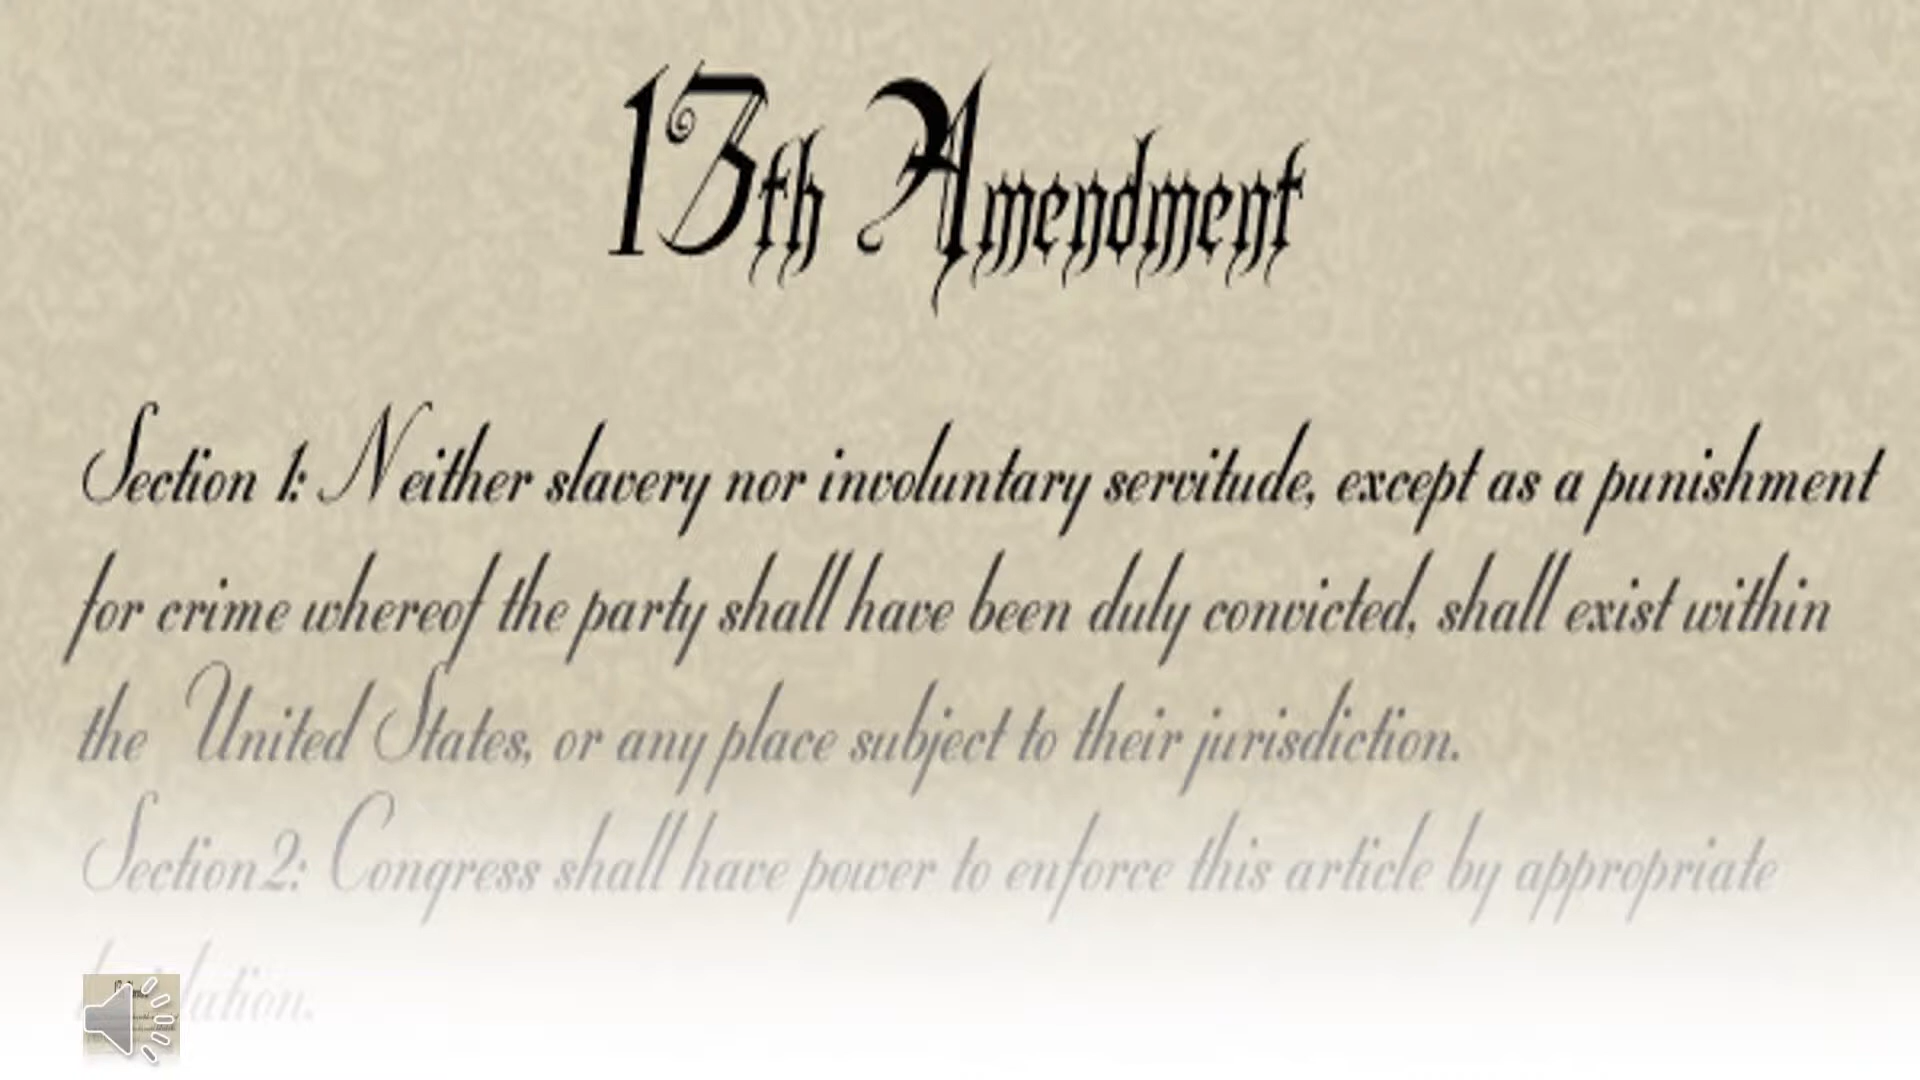 13th Amendment
Section 1: Neither slavery nor involuntary servitude, except as a punishment
for crime whereof the party shall have been duly convicted, shall exist within
the United States, or any place subject to their jurisdiction.
Section2: Congress shall have power to enforce this article by appropriate